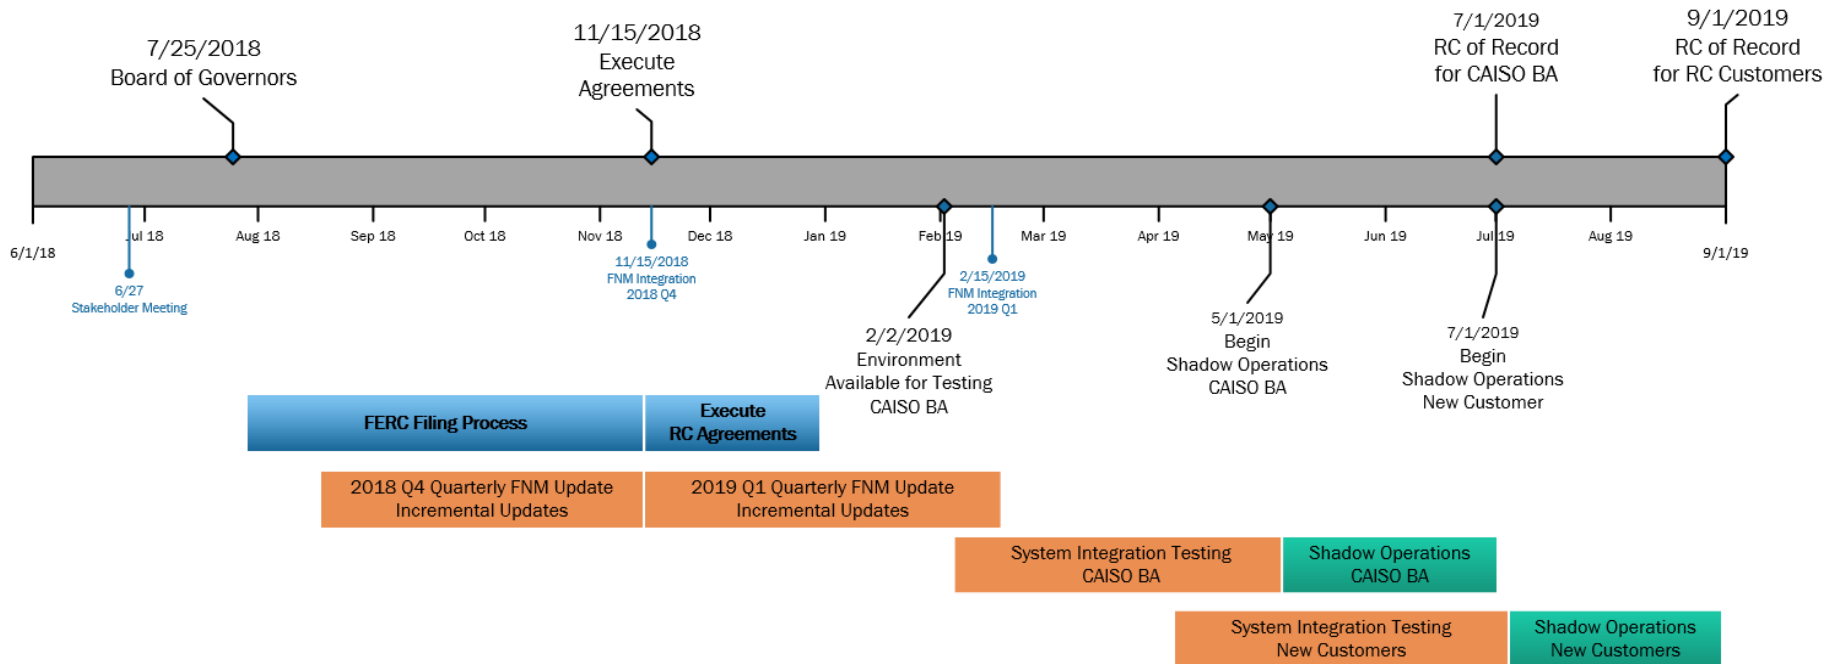 7/25/2018
Board of Governors
11/15/2018
Execute
Agreements
7/1/2019
RC of Record
for CAISO BA
9/1/2019
RC of Record
for RC Customers
6/1/18
Jul 18
Aug 18
Sep 18
Oct 18
Nov 18
Dec 18
Jan 19
Feb 19
Mar 19
Apr 19
May 19
Jun 19
Jul 19
Aug 19
9/1/19
6/27
Stakeholder Meeting
11/15/2018
FNM Integration
2018 Q4
2/15/2019
FNM Integration
2019 Q1
2/2/2019
Environment
Available for Testing
CAISO BA
5/1/2019
Begin
Shadow Operations
CAISO BA
7/1/2019
Begin
Shadow Operations
New Customer
FERC Filing Process
Execute
RC Agreements
2018 Q4 Quarterly FNM Update
Incremental Updates
2019 Q1 Quarterly FNM Update
Incremental Updates
System Integration Testing
CAISO BA
Shadow Operations
CAISO BA
System Integration Testing
New Customers
Shadow Operations
New Customers